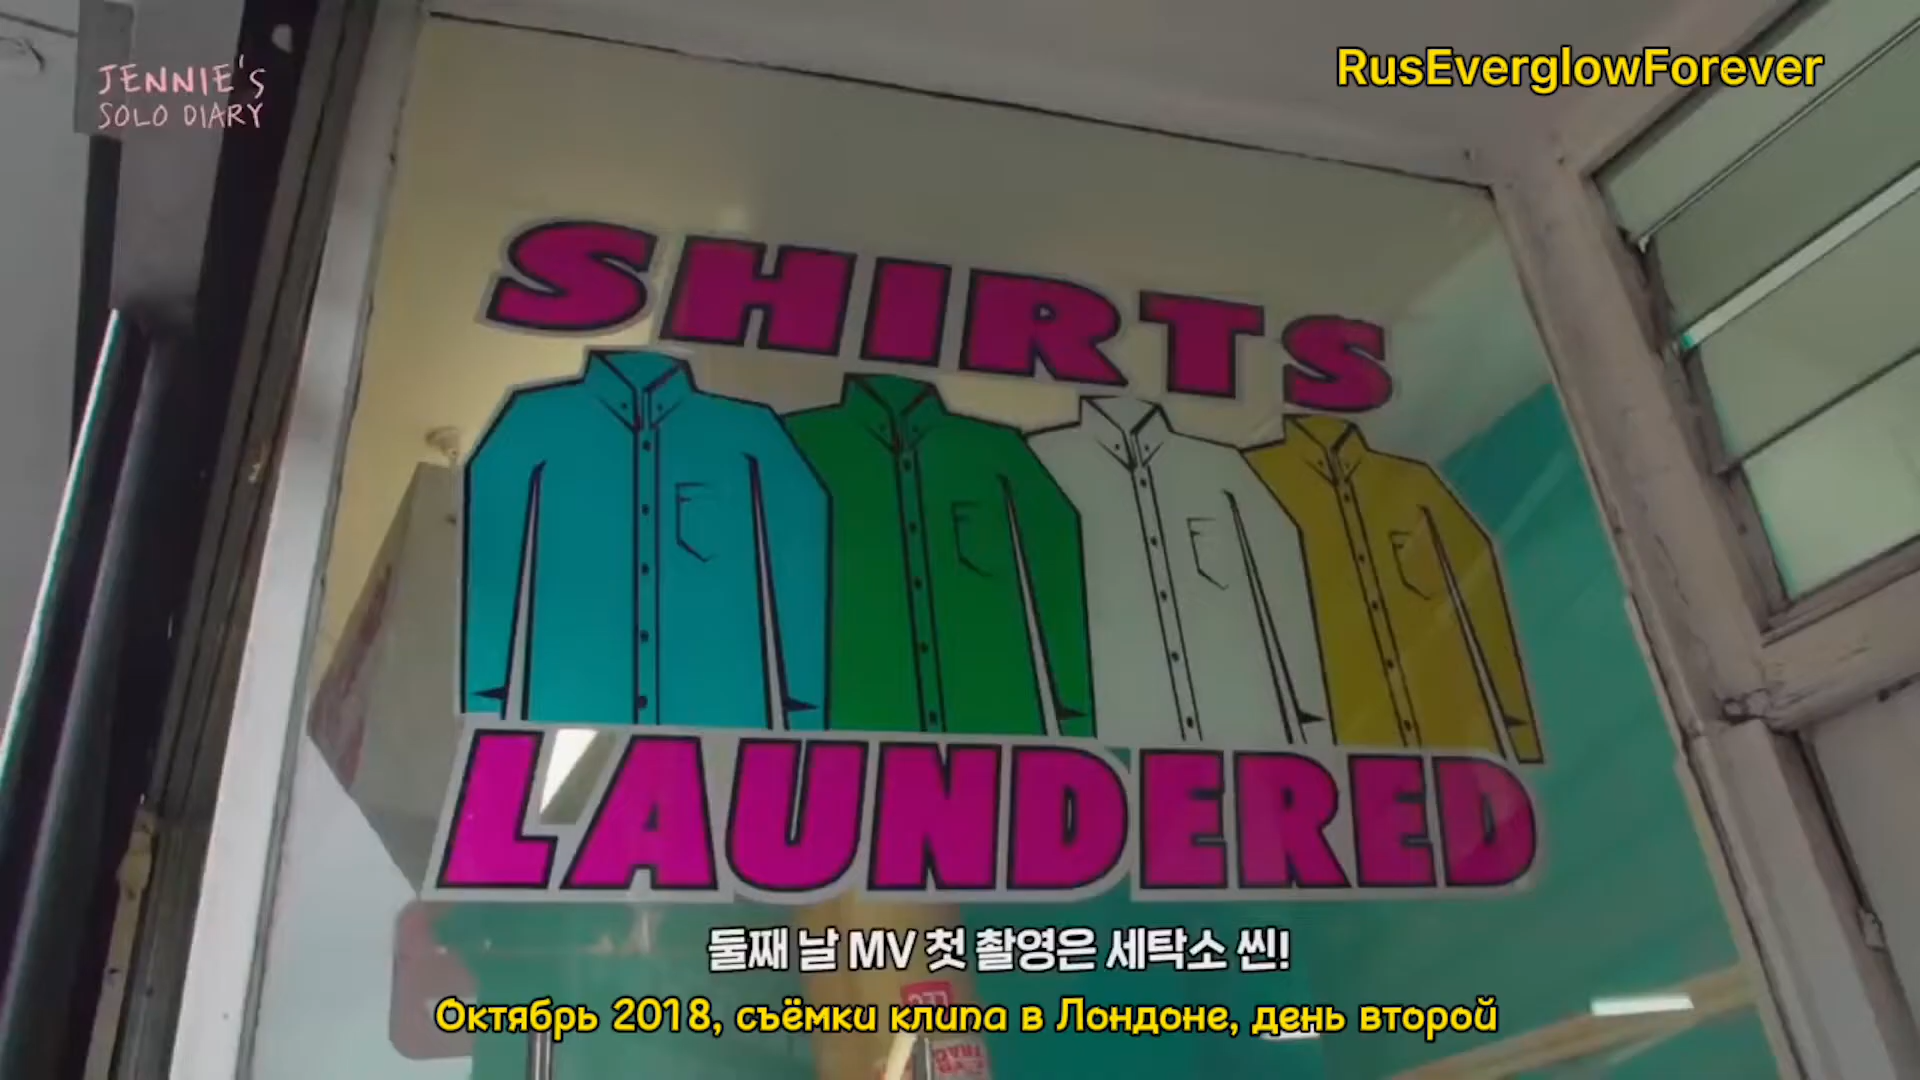 JENNIE'S
SOLO DIARY
RusEverglowForever
SHIRTS
LAUNDERED
둘째 날 MV 첫 촬영은 세탁소 씬!
Октябрь 2018, съёмки клипа в Лондоне, день второй